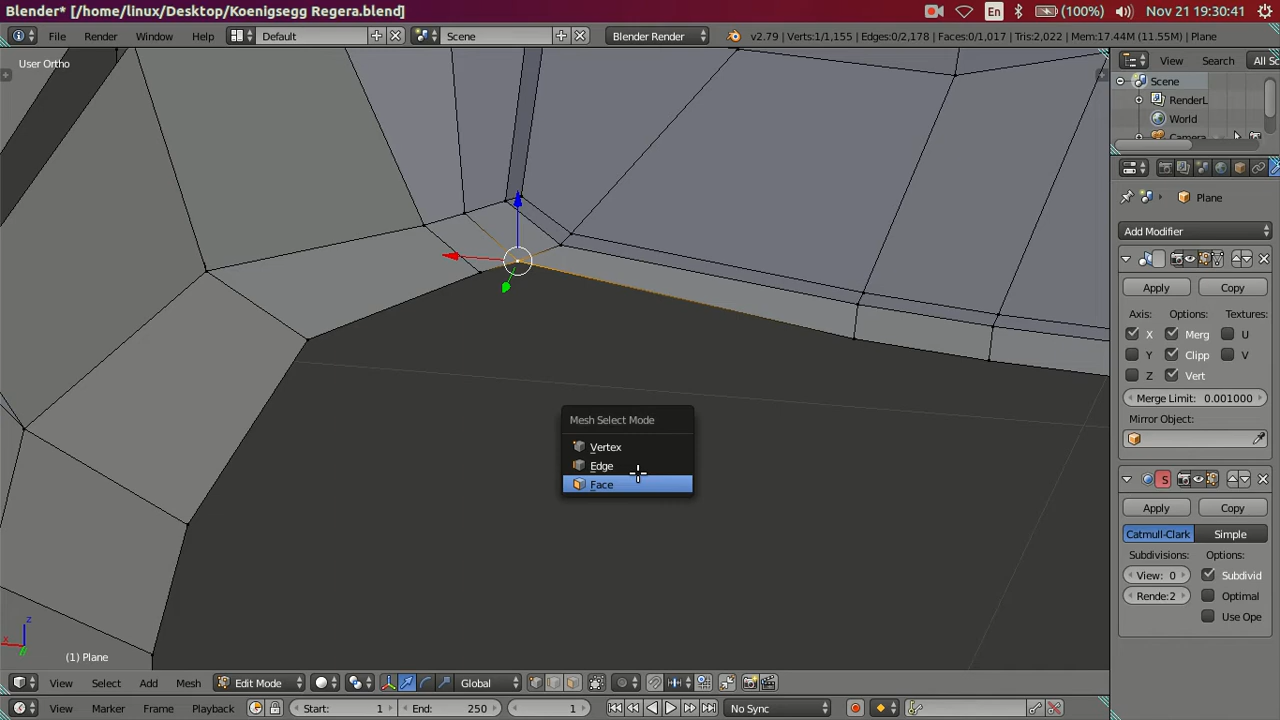 Blender* [/home/linux/Desktop/Koenigsegg Regera.blend]
En
(100%)
Nov 21 19:30:41
File
Render
Window
Help
Default
Scene
Blender Render
v2.79 | Verts:1/1,155 | Edges:0/2,178 | Faces:0/1,017 | Tris:2,022 | Mem:17.44M (11.55M) | Plane
User Ortho
View
Search
All Sc
Scene
RenderL
World
Camera
Plane
Add Modifier
Apply
Copy
Axis:
Options:
Textures:
X
Merg
U
Y
Clipp
V
Z
Vert
Merge Limit: 0.001000
Mirror Object:
Mesh Select Mode
Vertex
Edge
Face
S
Apply
Copy
Catmull-Clark
Simple
Subdivisions:
Options:
View: 0
Subdivid
Rende:2
Optimal
Use Ope
z
x
(1) Plane
View
Select
Add
Mesh
Edit Mode
Global
View
Marker
Frame
Playback
Start: 1
End: 250
1
No Sync